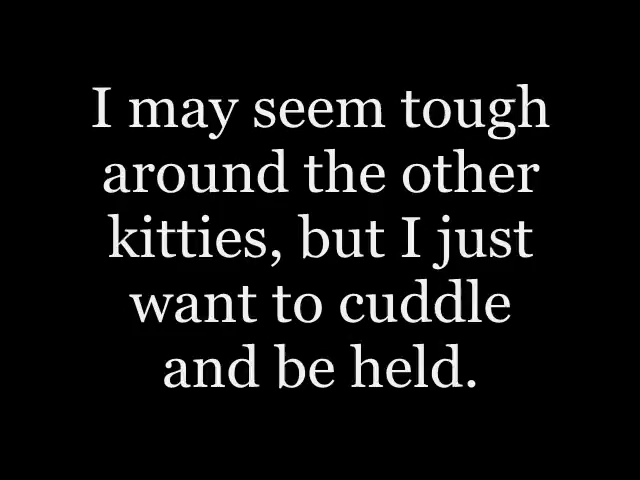 I may seem tough
around the other
kitties, but I just
want to cuddle
and be held.